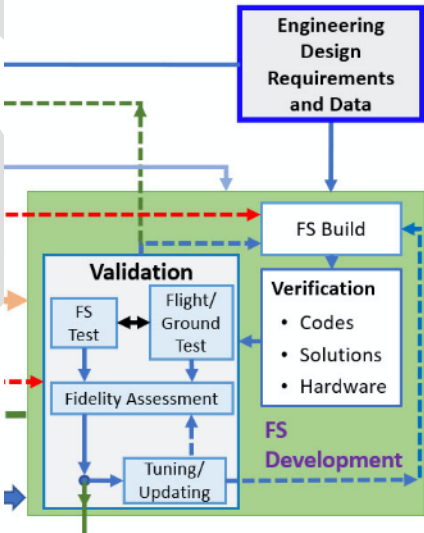 Engineering
Design
Requirements
and Data
FS Build
Validation
FS
Test
Flight/
Ground
Test
Fidelity Assessment
Tuning/
Updating
Verification
• Codes
• Solutions
• Hardware
FS
Development